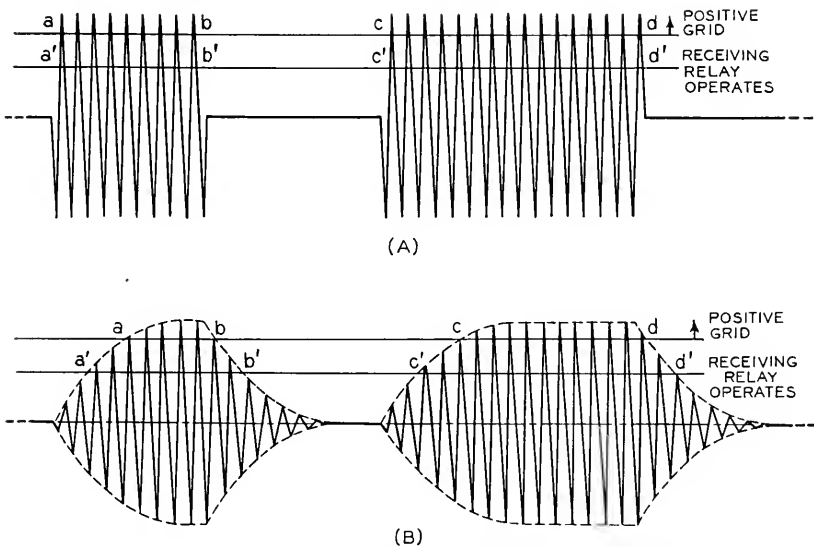 a b c d POSITIVE
GRID
a' b' c' d' RECEIVING
RELAY
OPERATES
(A)
a b c d POSITIVE
GRID
a' b' c' d' RECEIVING
RELAY
OPERATES
(B)